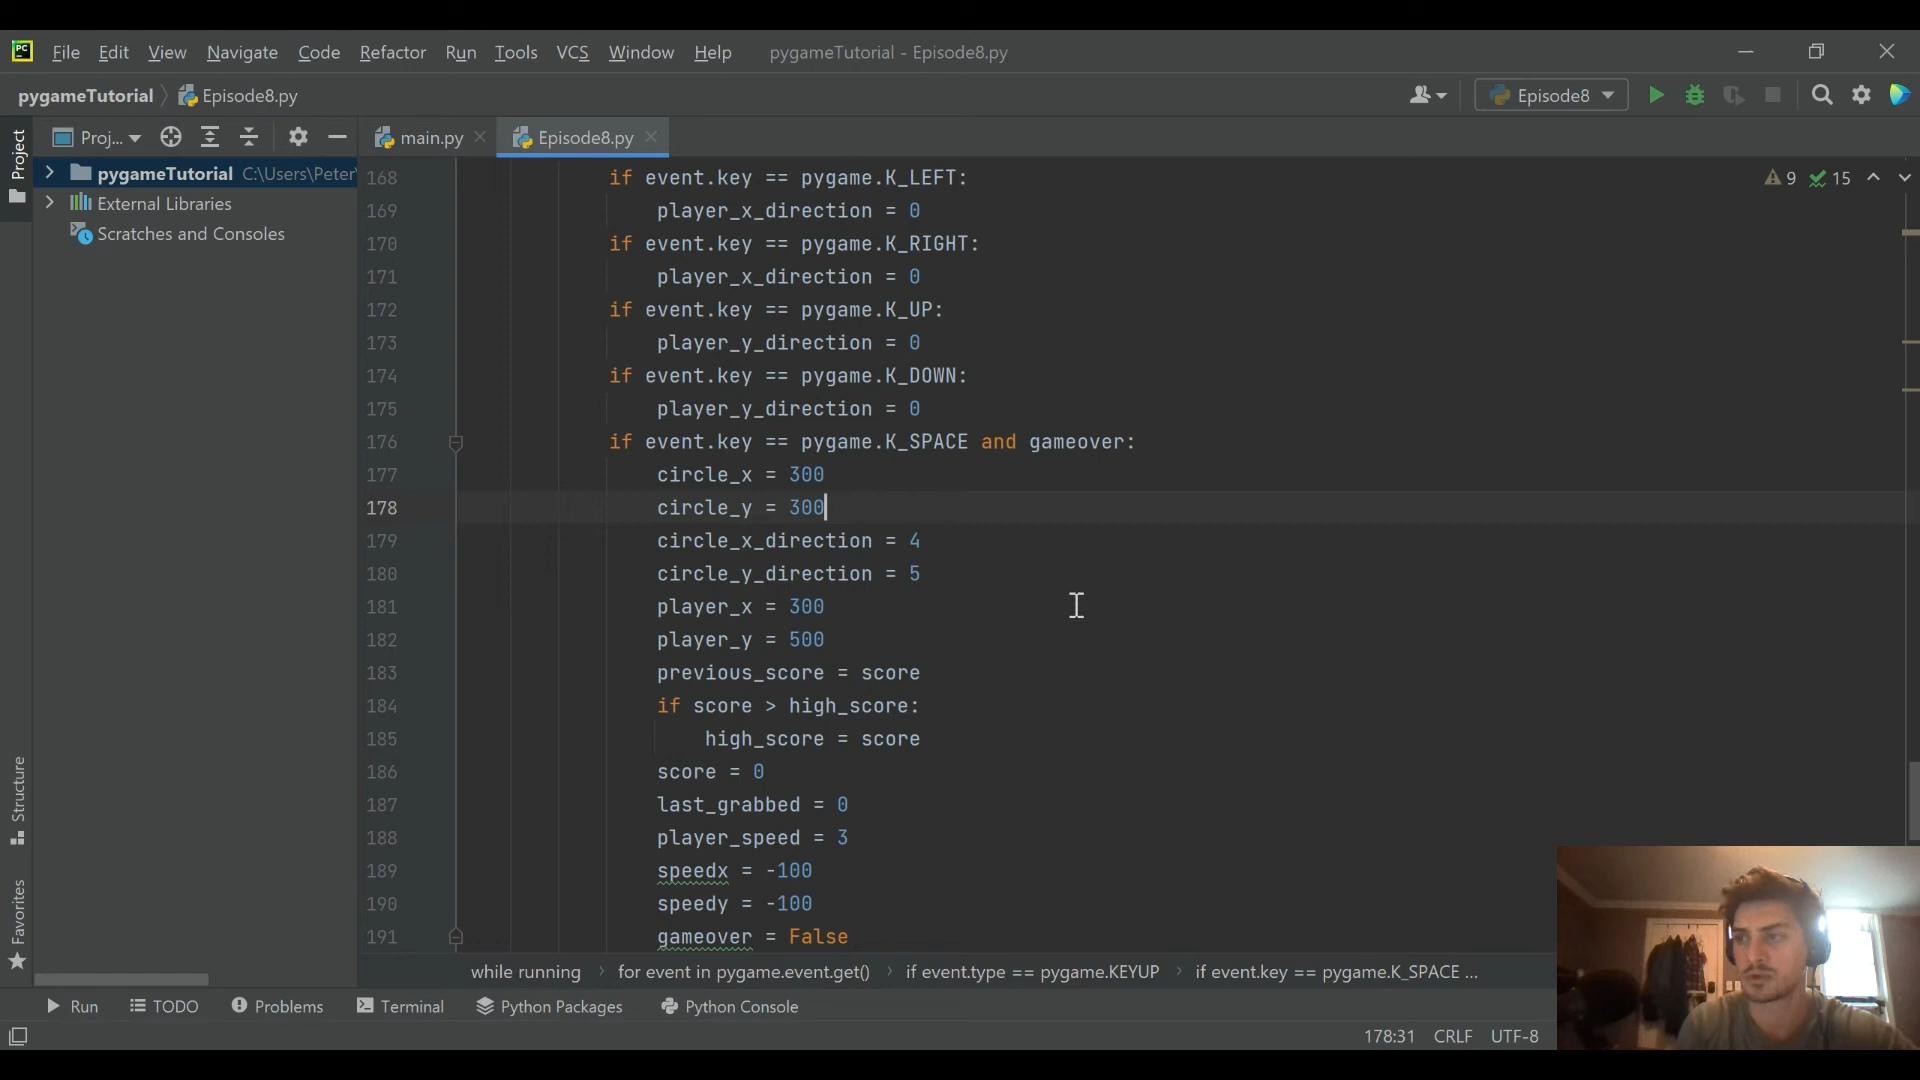 PC File Edit View Navigate Code Refactor Run Tools VCS Window Help pygameTutorial - Episode8.py
pygameTutorial Episode8.py Episode8
Project Proj... main.py Episode8.py
pygameTutorial C:\Users\Peter\
External Libraries
Scratches and Consoles
Structure
Favorites
9 15
168 if event.key == pygame.K_LEFT:
169 player_x_direction = 0
170 if event.key == pygame.K_RIGHT:
171 player_x_direction = 0
172 if event.key == pygame.K_UP:
173 player_y_direction = 0
174 if event.key == pygame.K_DOWN:
175 player_y_direction = 0
176 if event.key == pygame.K_SPACE and gameover:
177 circle_x = 300
178 circle_y = 300
179 circle_x_direction = 4
180 circle_y_direction = 5
181 player_x = 300
182 player_y = 500
183 previous_score = score
184 if score > high_score:
185 high_score = score
186 score = 0
187 last_grabbed = 0
188 player_speed = 3
189 speedx = -100
190 speedy = -100
191 gameover = False
while running for event in pygame.event.get() if event.type == pygame.KEYUP if event.key == pygame.K_SPACE ...
Run TODO Problems Terminal Python Packages Python Console
178:31 CRLF UTF-8